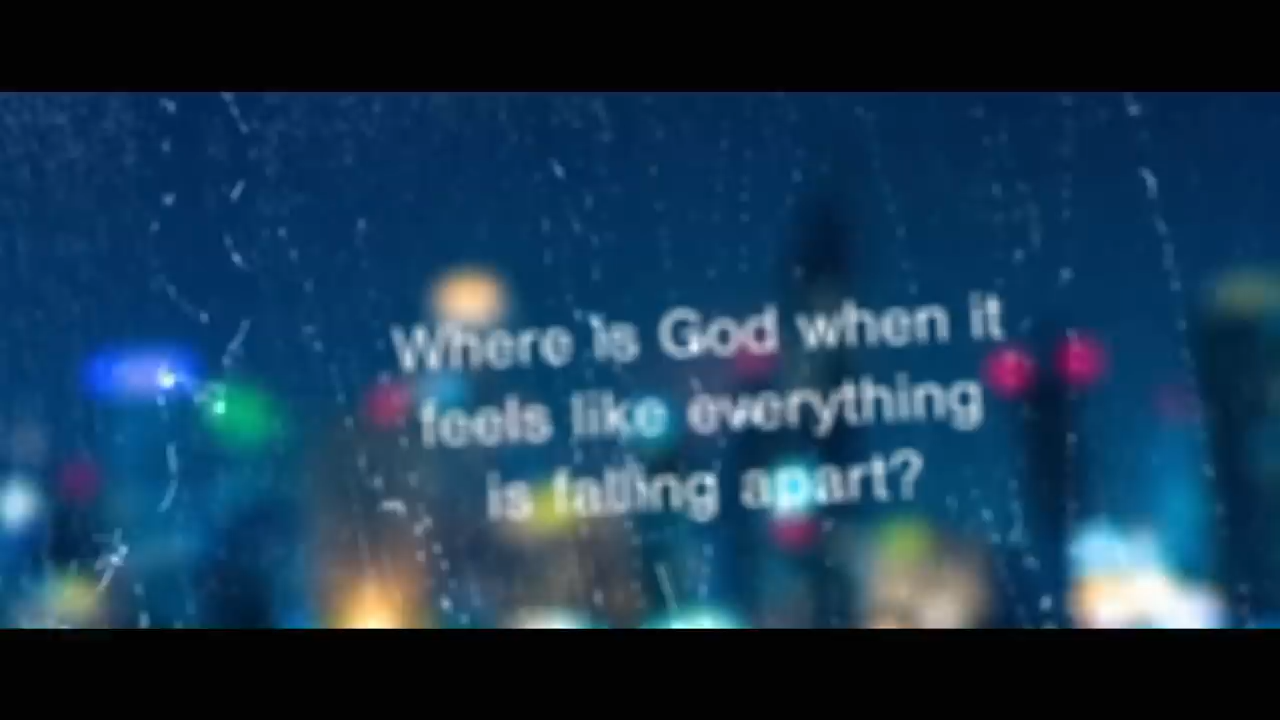 Where is God when it
feels like everything
is falling apart?